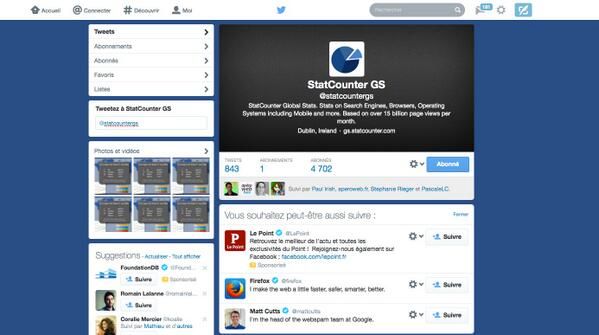 Accueil
@ Connecter
# Découvrir
Moi
Rechercher
Tweets
Abonnements
Abonnés
Favoris
Listes
Tweetez à StatCounter GS
@statcountergs
Photos et vidéos
Suggestions · Actualiser · Tout afficher
FoundationDB @Found...
Suivre
Sponsorisé
Romain Lalanne
Suivre
Coralie Mercier
Suivi par Mathieu et d'autres
StatCounter GS
@statcountergs
StatCounter Global Stats. Stats on Search Engines, Browsers, Operating
Systems including Mobile and more. Based on over 15 billion page views per
month.
Dublin, Ireland · gs.statcounter.com
TWEETS
843
ABONNEMENTS
1
ABONNÉS
4 702
Abonné
Suivi par Paul Irish, speroweb.fr, Stephanie Rieger et PascaleLC.
Vous souhaitez peut-être aussi suivre :
Fermer
Le Point @LePoint
Retrouvez le meilleur de l'actu et toutes les
exclusivités du Point ! Rejoignez-nous également sur
Facebook : facebook.com/lepoint.fr
Sponsorisé
Suivre
Firefox @firefox
I make the web a little faster, safer, smarter, better.
Suivre
Matt Cutts @mattcutts
I'm the head of the webspam team at Google.
Suivre